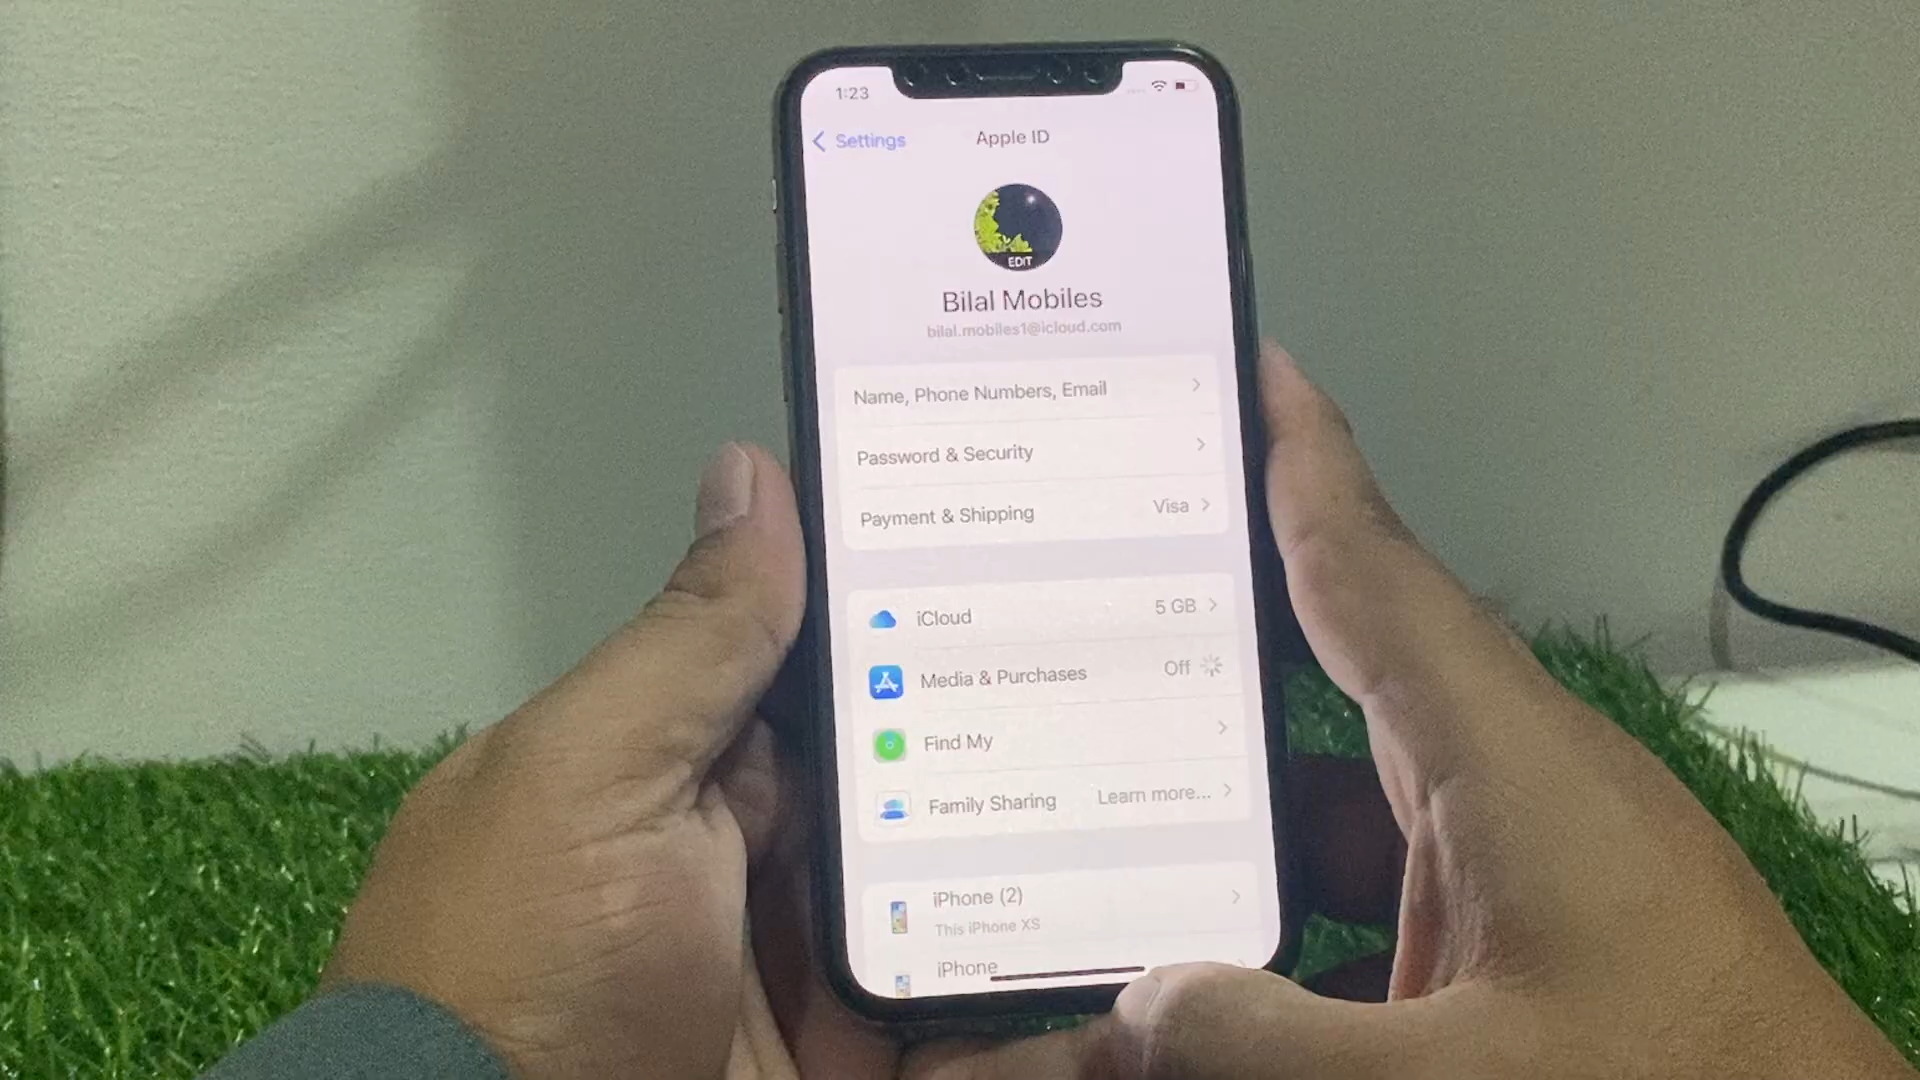 1:23
Settings
Apple ID
EDIT
Bilal Mobiles
bilal.mobiles1@icloud.com
Name, Phone Numbers, Email
Password & Security
Payment & Shipping Visa
iCloud 5 GB
Media & Purchases Off
Find My
Family Sharing Learn more...
iPhone (2)
This iPhone XS
iPhone